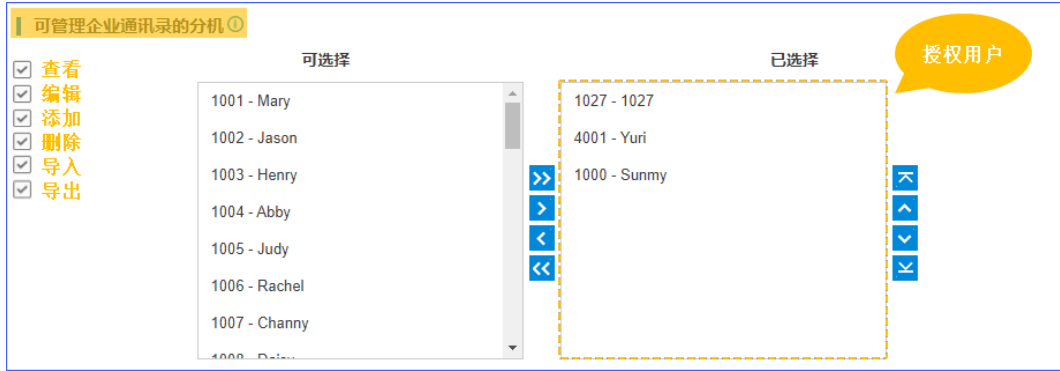 可管理企业通讯录的分机
查看
编辑
添加
删除
导入
导出
可选择
1001 - Mary
1002 - Jason
1003 - Henry
1004 - Abby
1005 - Judy
1006 - Rachel
1007 - Channy
已选择
1027 - 1027
4001 - Yuri
1000 - Sunmy
授权用户